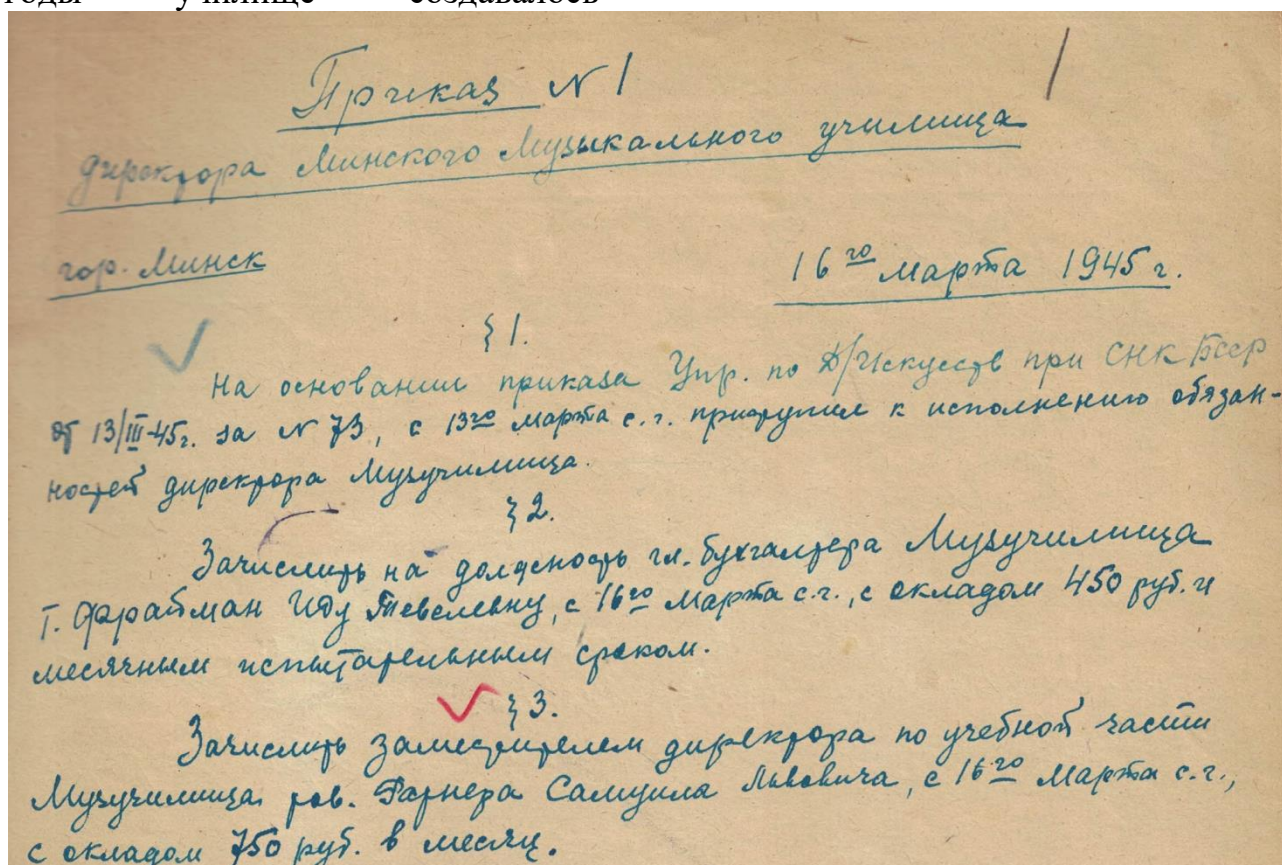 годы училище создавалось
Приказ № 1
директора Минского Музыкального училища
гор. Минск
16го Марта 1945 г.
§ 1.
На основании приказа Упр. по д/Искусств при СНК БССР
от 13/III-45г. за № 73, с 13го Марта с.г. приступил к исполнению обязан-
ностей директора Музучилища.
§ 2.
Зачислить на должность гл. бухгалтера Музучилища
т. Фрайман Иду Тевелевну, с 16го Марта с.г., с окладом 450 руб. и
месячным испытательным сроком.
§ 3.
Зачислить заместителем директора по учебной части
Музучилища тов. Самуила Львовича, с 16го Марта с.г.,
с окладом 750 руб. в месяц.